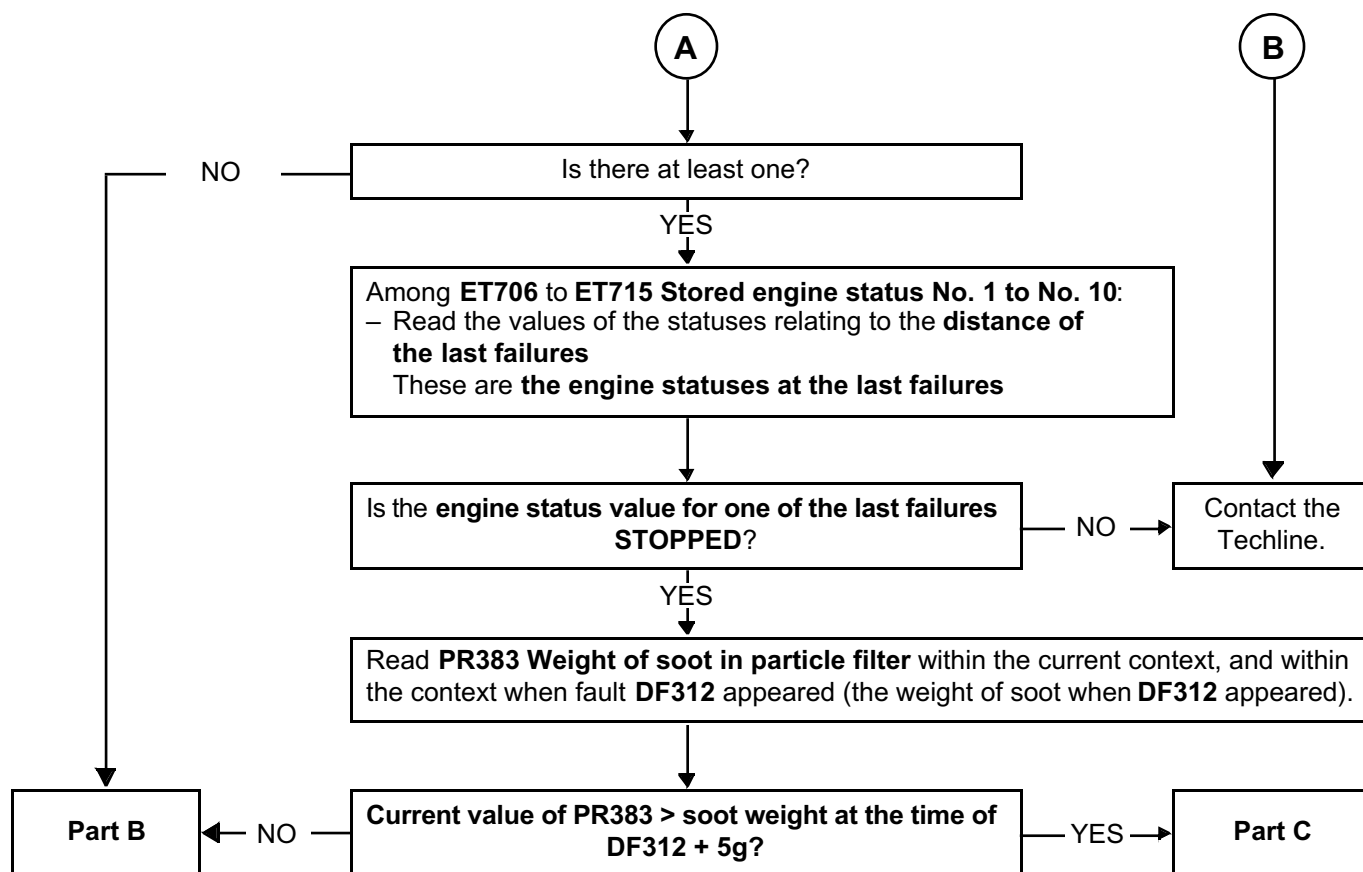 A
B
NO
Is there at least one?
YES
Among ET706 to ET715 Stored engine status No. 1 to No. 10:
– Read the values of the statuses relating to the distance of
the last failures
These are the engine statuses at the last failures
Is the engine status value for one of the last failures
STOPPED?
NO
Contact the
Techline.
YES
Read PR383 Weight of soot in particle filter within the current context, and within
the context when fault DF312 appeared (the weight of soot when DF312 appeared).
Part B
NO
Current value of PR383 > soot weight at the time of
DF312 + 5g?
YES
Part C